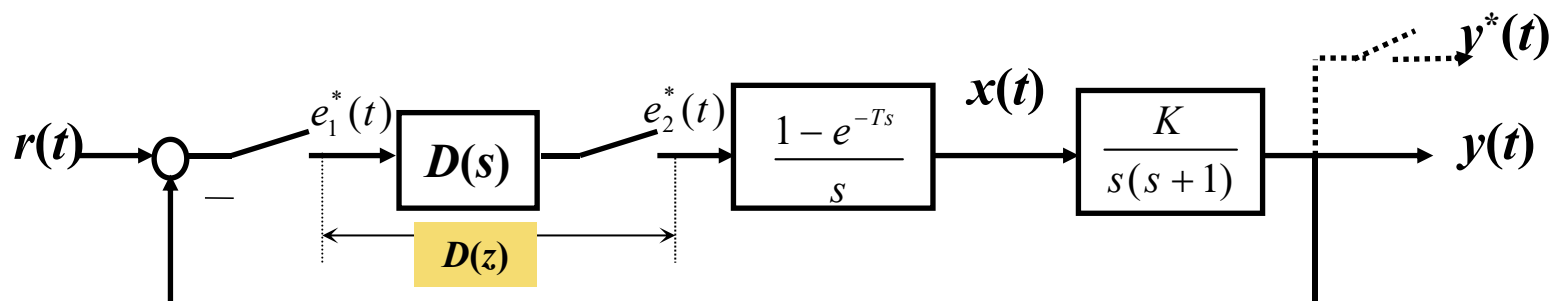 y*(t)
r(t) − e₁*(t) D(s) e₂*(t) (1 − e^{−Ts})/s x(t) K/(s(s + 1)) y(t)
D(z)